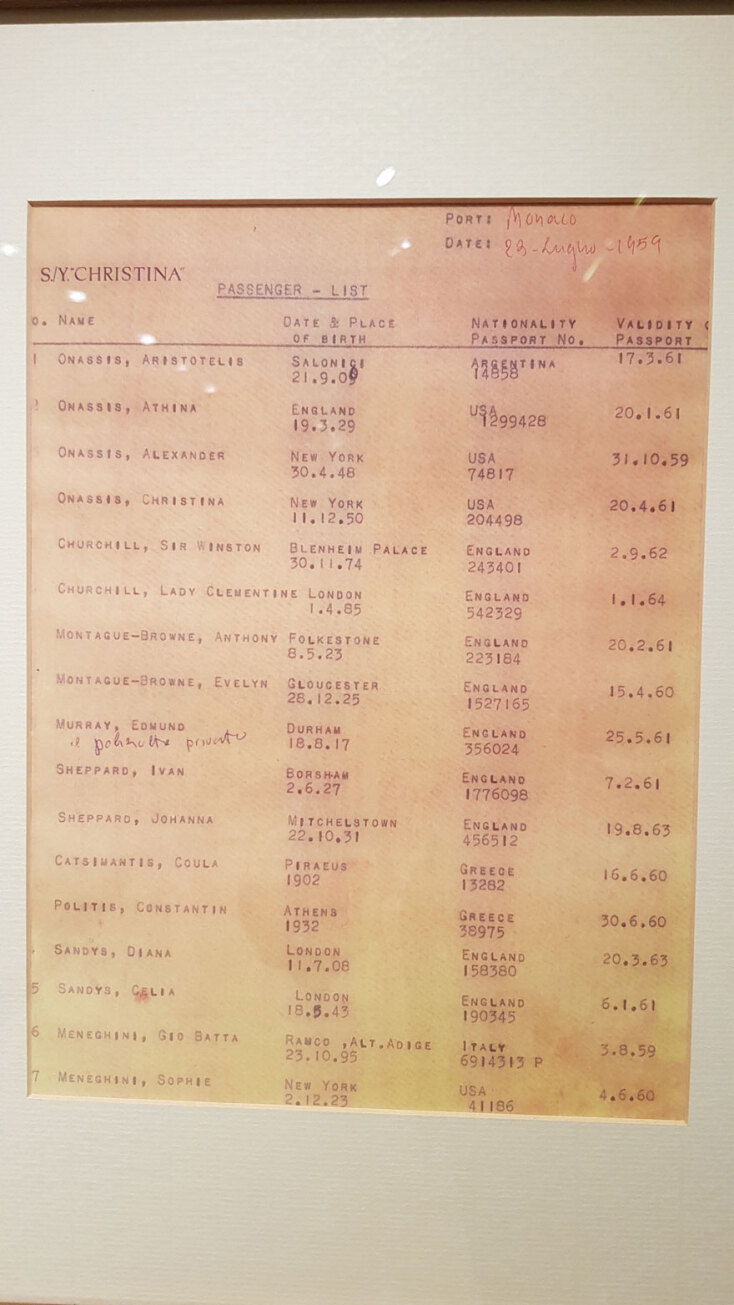 PORT: Monaco
DATE: 23-Luglio-1959
S/Y."CHRISTINA"
PASSENGER - LIST
O. NAME DATE & PLACE NATIONALITY VALIDITY
OF BIRTH PASSPORT NO. PASSPORT
1 ONASSIS, ARISTOTELIS SALONICI ARGENTINA 17.3.61
21.9.06 14858
2 ONASSIS, ATHINA ENGLAND USA 20.1.61
19.3.29 1299428
ONASSIS, ALEXANDER NEW YORK USA 31.10.59
30.4.48 74817
ONASSIS, CHRISTINA NEW YORK USA 20.4.61
11.12.50 204498
CHURCHILL, SIR WINSTON BLENHEIM PALACE ENGLAND 2.9.62
30.11.74 243401
CHURCHILL, LADY CLEMENTINE LONDON ENGLAND 1.1.64
1.4.85 542329
MONTAGUE-BROWNE, ANTHONY FOLKESTONE ENGLAND 20.2.61
8.5.23 223184
MONTAGUE-BROWNE, EVELYN GLOUCESTER ENGLAND 15.4.60
28.12.25 1527165
MURRAY, EDMUND DURHAM ENGLAND 25.5.61
il poliziotto privato 18.8.17 356024
SHEPPARD, IVAN BORSHAM ENGLAND 7.2.61
2.6.27 1776098
SHEPPARD, JOHANNA MITCHELSTOWN ENGLAND 19.8.63
22.10.31 456512
CATSIMANTIS, COULA PIRAEUS GREECE 16.6.60
1902 13282
POLITIS, CONSTANTIN ATHENS GREECE 30.6.60
1932 38975
SANDYS, DIANA LONDON ENGLAND 20.3.63
11.7.08 158380
5 SANDYS, CELIA LONDON ENGLAND 6.1.61
18.5.43 190345
6 MENEGHINI, GIO BATTA RAMCO ,ALT.ADIGE ITALY 3.8.59
23.10.95 6914313 P
7 MENEGHINI, SOPHIE NEW YORK USA 4.6.60
2.12.23 41186